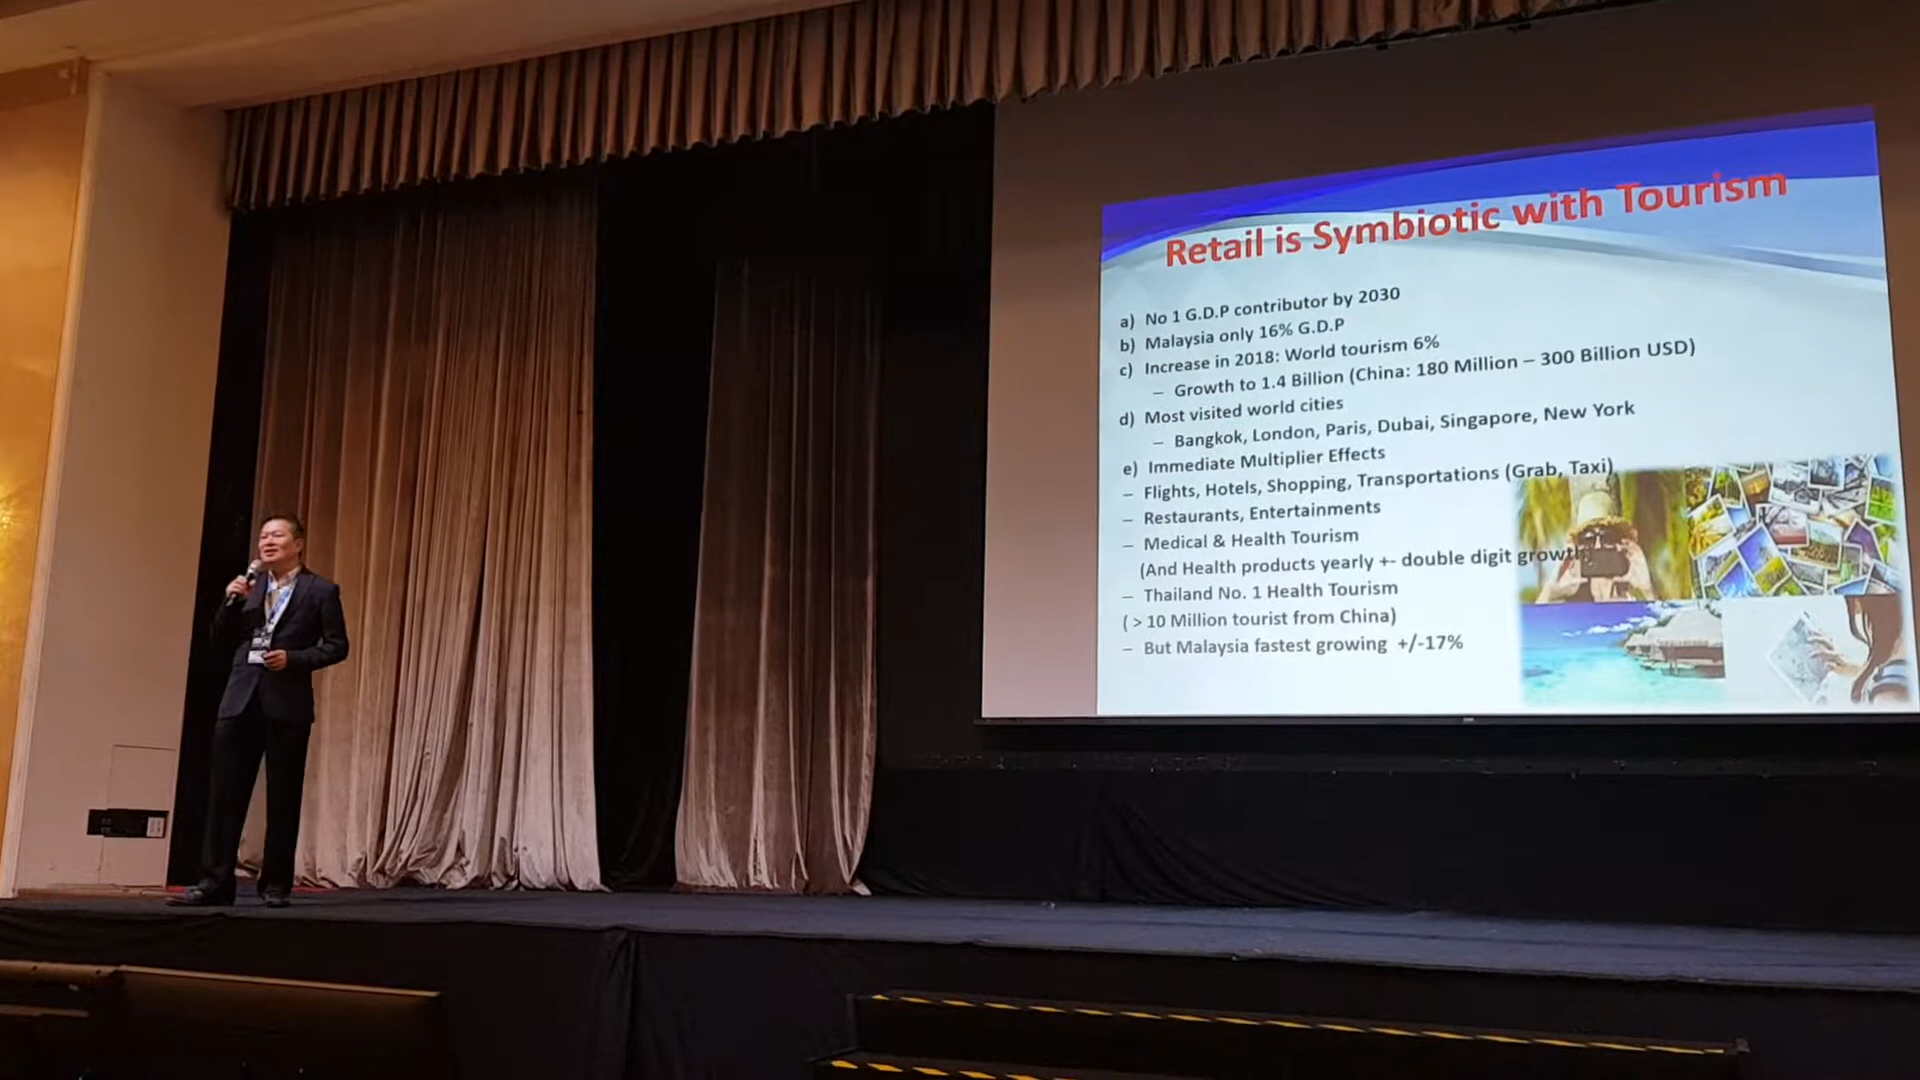 Retail is Symbiotic with Tourism
a) No 1 G.D.P contributor by 2030
b) Malaysia only 16% G.D.P
c) Increase in 2018: World tourism 6%
– Growth to 1.4 Billion (China: 180 Million – 300 Billion USD)
d) Most visited world cities
– Bangkok, London, Paris, Dubai, Singapore, New York
e) Immediate Multiplier Effects
– Flights, Hotels, Shopping, Transportations (Grab, Taxi)
– Restaurants, Entertainments
– Medical & Health Tourism
(And Health products yearly +- double digit growth)
– Thailand No. 1 Health Tourism
( > 10 Million tourist from China)
– But Malaysia fastest growing +/-17%